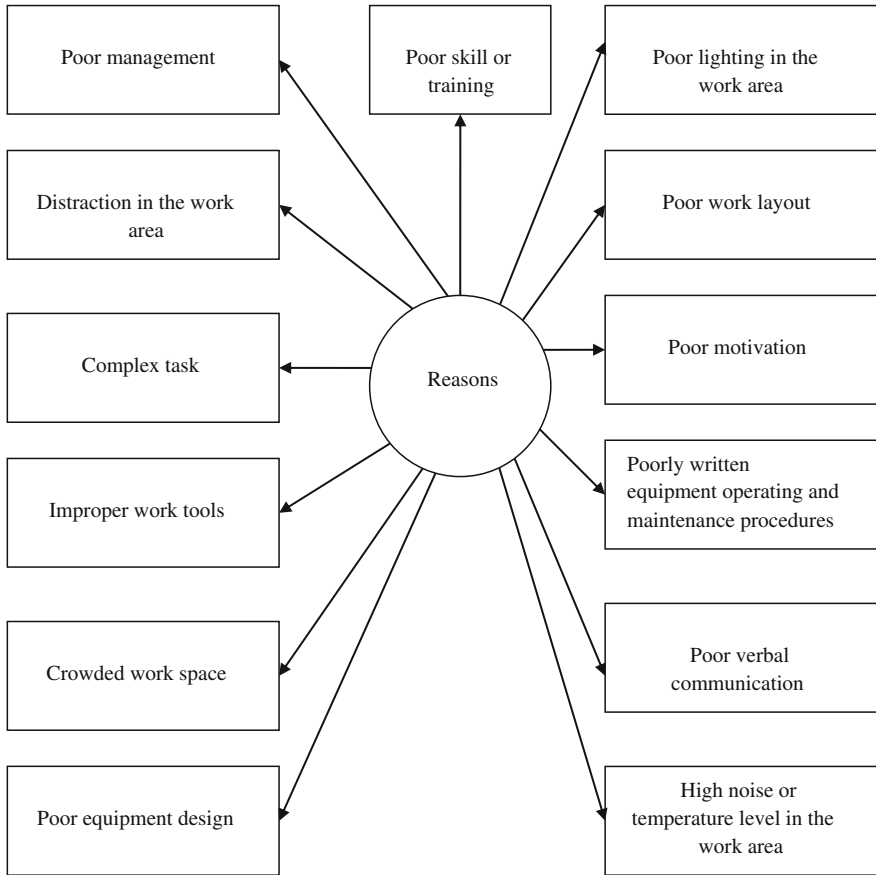 Poor management
Poor skill or
training
Poor lighting in the
work area
Distraction in the work
area
Poor work layout
Complex task
Reasons
Poor motivation
Improper work tools
Poorly written
equipment operating and
maintenance procedures
Crowded work space
Poor verbal
communication
Poor equipment design
High noise or
temperature level in the
work area